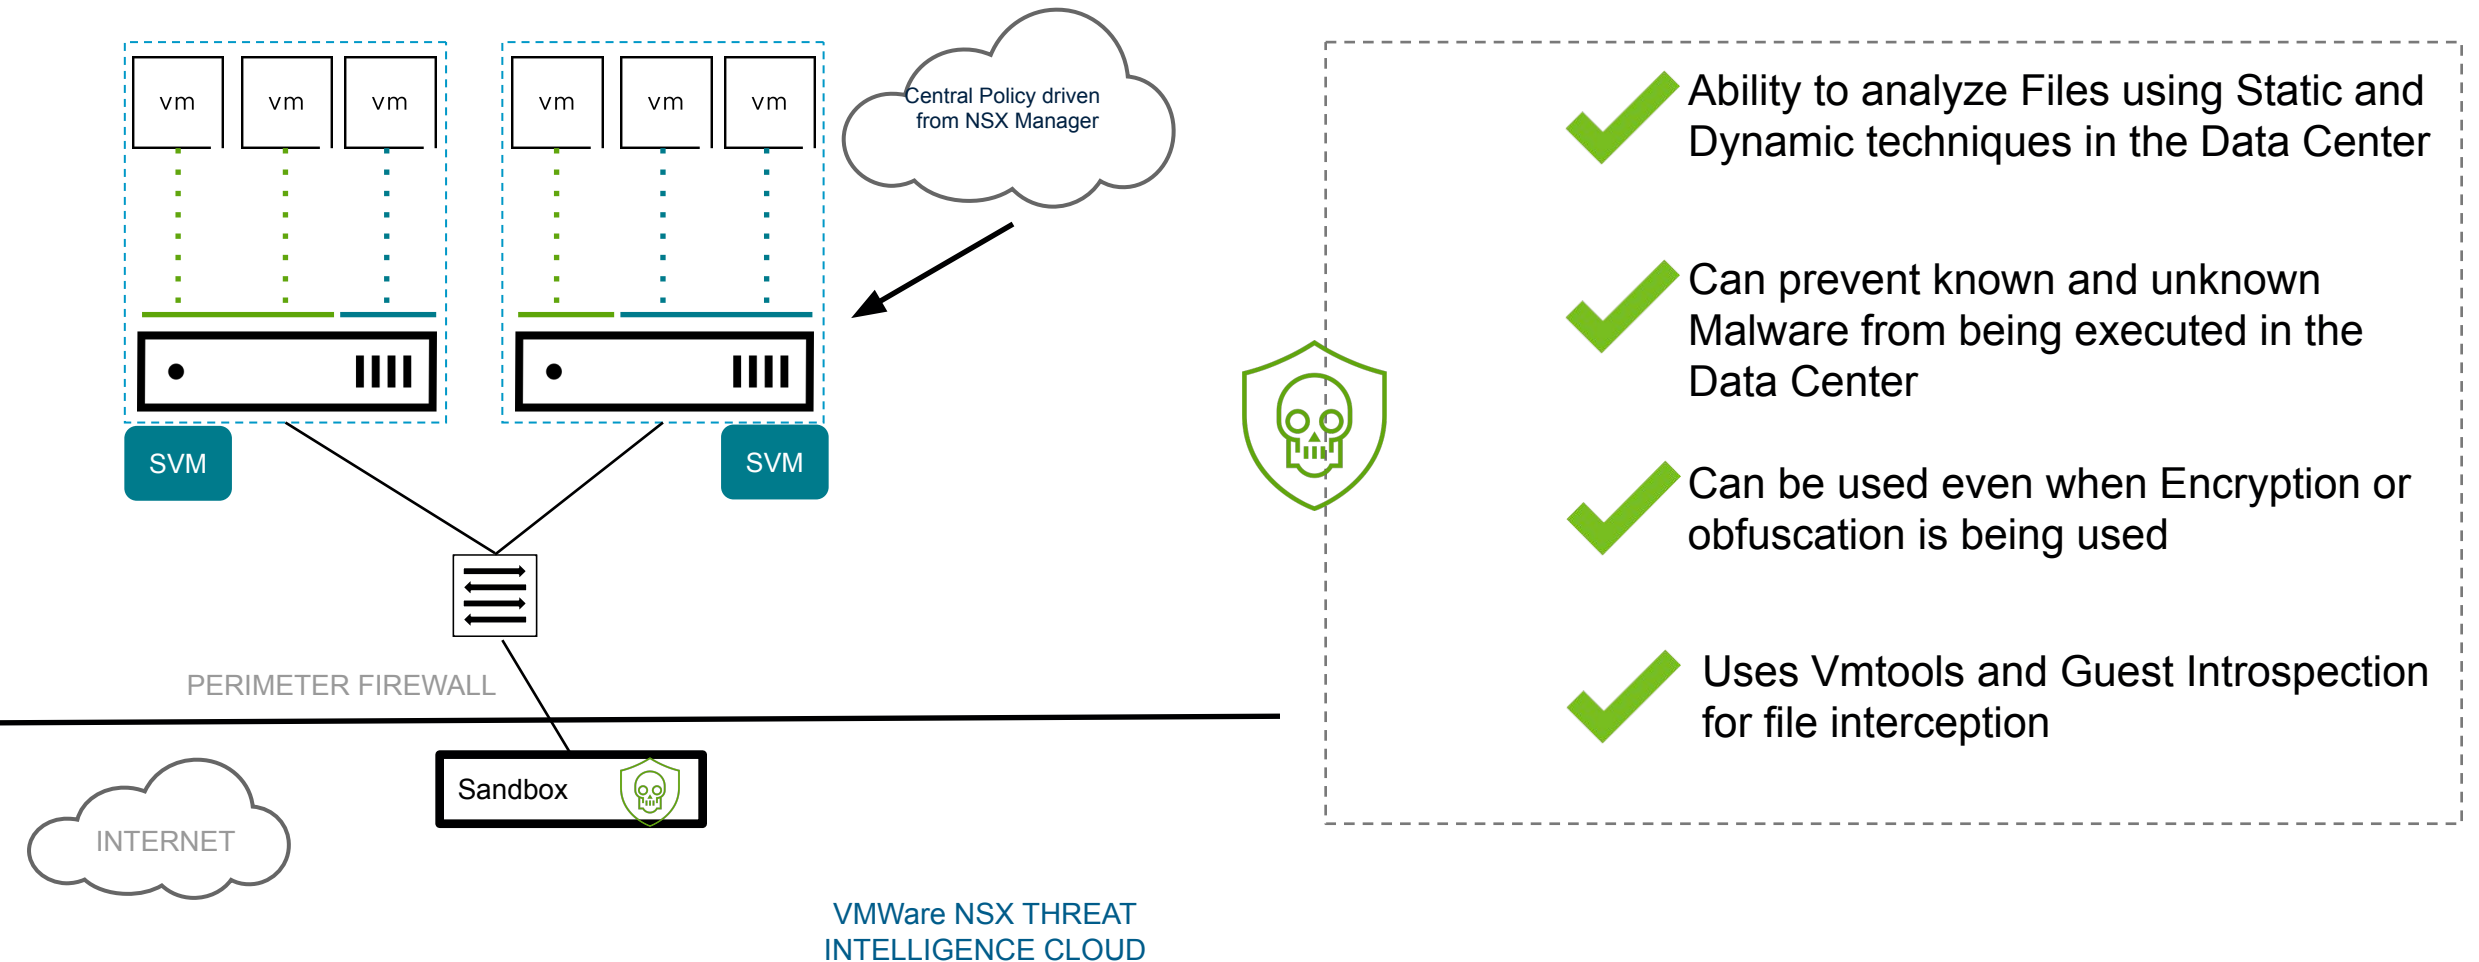 vm
vm
vm
vm
vm
vm
Central Policy driven
from NSX Manager
SVM
SVM
PERIMETER FIREWALL
Sandbox
INTERNET
VMWare NSX THREAT
INTELLIGENCE CLOUD
Ability to analyze Files using Static and
Dynamic techniques in the Data Center
Can prevent known and unknown
Malware from being executed in the
Data Center
Can be used even when Encryption or
obfuscation is being used
Uses Vmtools and Guest Introspection
for file interception